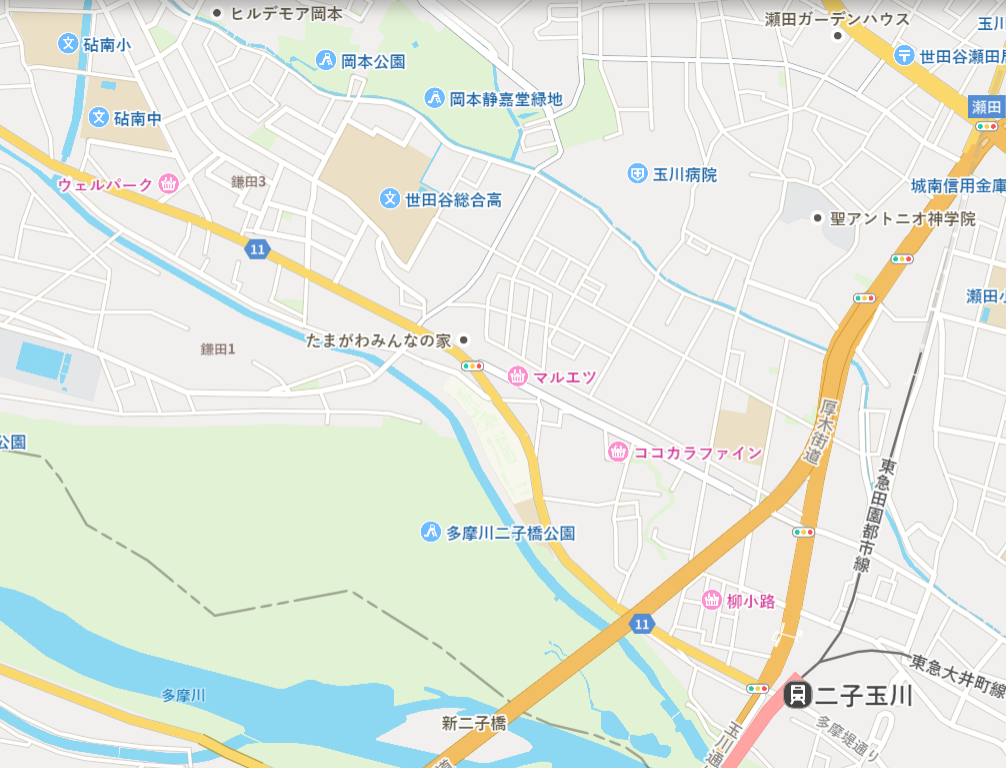 ヒルデモア岡本
瀬田ガーデンハウス
玉川
砧南小
岡本公園
世田谷瀬田
岡本静嘉堂緑地
瀬田
砧南中
玉川病院
ウェルパーク
鎌田3
城南信用金庫
世田谷総合高
聖アントニオ神学院
11
瀬田小
たまがわみんなの家
鎌田1
マルエツ
厚木街道
公園
ココカラファイン
東急田園都市線
多摩川二子橋公園
柳小路
11
東急大井町線
多摩川
二子玉川
新二子橋
多摩堤通り
玉川通
道